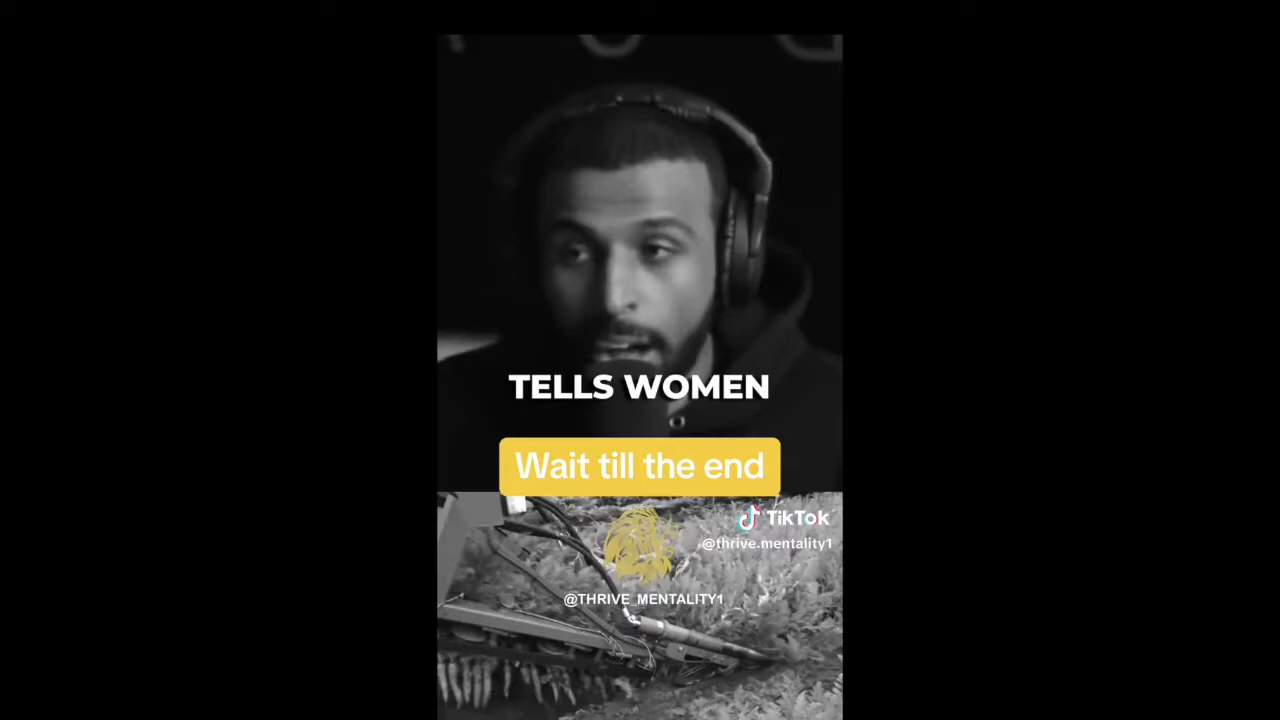 TELLS WOMEN
Wait till the end
TikTok
@thrive.mentality1
@THRIVE_MENTALITY1